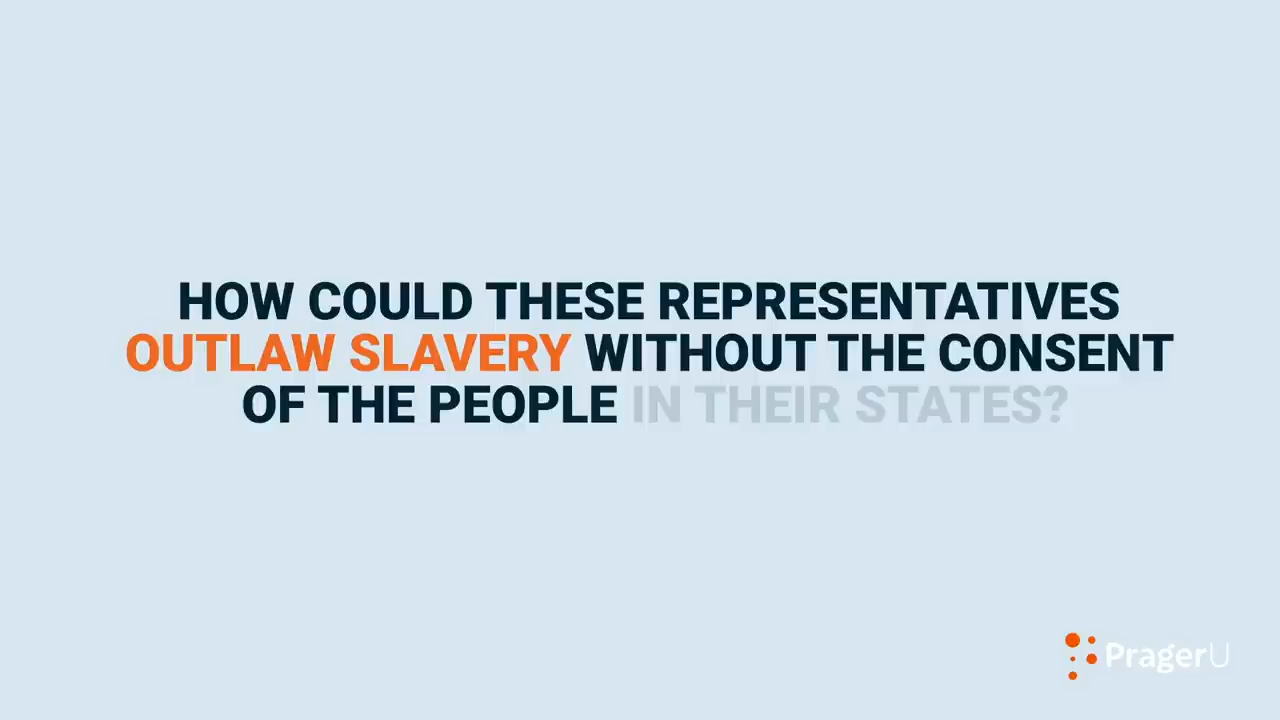 HOW COULD THESE REPRESENTATIVES
OUTLAW SLAVERY WITHOUT THE CONSENT
OF THE PEOPLE IN THEIR STATES?
PragerU